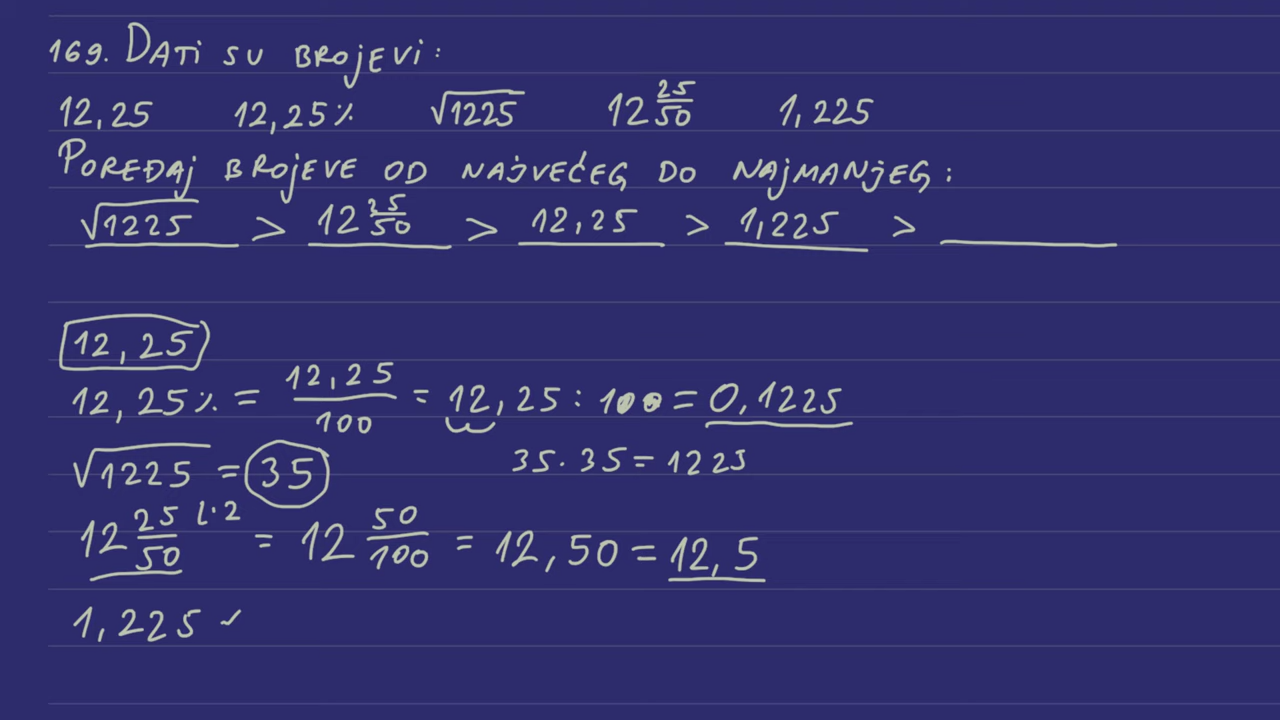 169. DATI SU BROJEVI:
12,25 12,25% √1225 12 25/50 1,225
POREĐAJ BROJEVE OD NAJVEĆEG DO NAJMANJEG:
√1225 > 12 25/50 > 12,25 > 1,225 > ______
12,25
12,25% = 12,25/100 = 12,25 : 100 = 0,1225
√1225 = 35 35·35 = 1225
12 25/50 |·2 = 12 50/100 = 12,50 = 12,5
1,225 ✓